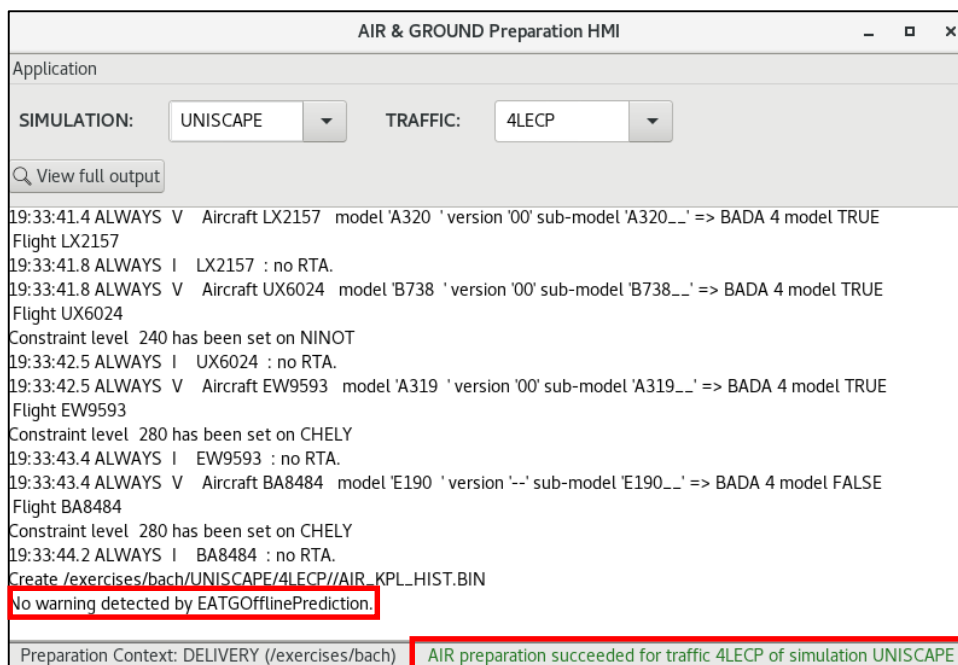 AIR & GROUND Preparation HMI
Application
SIMULATION: UNISCAPE TRAFFIC: 4LECP
View full output
19:33:41.4 ALWAYS V Aircraft LX2157 model 'A320 ' version '00' sub-model 'A320__' => BADA 4 model TRUE
Flight LX2157
19:33:41.8 ALWAYS I LX2157 : no RTA.
19:33:41.8 ALWAYS V Aircraft UX6024 model 'B738 ' version '00' sub-model 'B738__' => BADA 4 model TRUE
Flight UX6024
Constraint level 240 has been set on NINOT
19:33:42.5 ALWAYS I UX6024 : no RTA.
19:33:42.5 ALWAYS V Aircraft EW9593 model 'A319 ' version '00' sub-model 'A319__' => BADA 4 model TRUE
Flight EW9593
Constraint level 280 has been set on CHELY
19:33:43.4 ALWAYS I EW9593 : no RTA.
19:33:43.4 ALWAYS V Aircraft BA8484 model 'E190 ' version '--' sub-model 'E190__' => BADA 4 model FALSE
Flight BA8484
Constraint level 280 has been set on CHELY
19:33:44.2 ALWAYS I BA8484 : no RTA.
Create /exercises/bach/UNISCAPE/4LECP//AIR_KPL_HIST.BIN
No warning detected by EATGOfflinePrediction.
Preparation Context: DELIVERY (/exercises/bach) AIR preparation succeeded for traffic 4LECP of simulation UNISCAPE